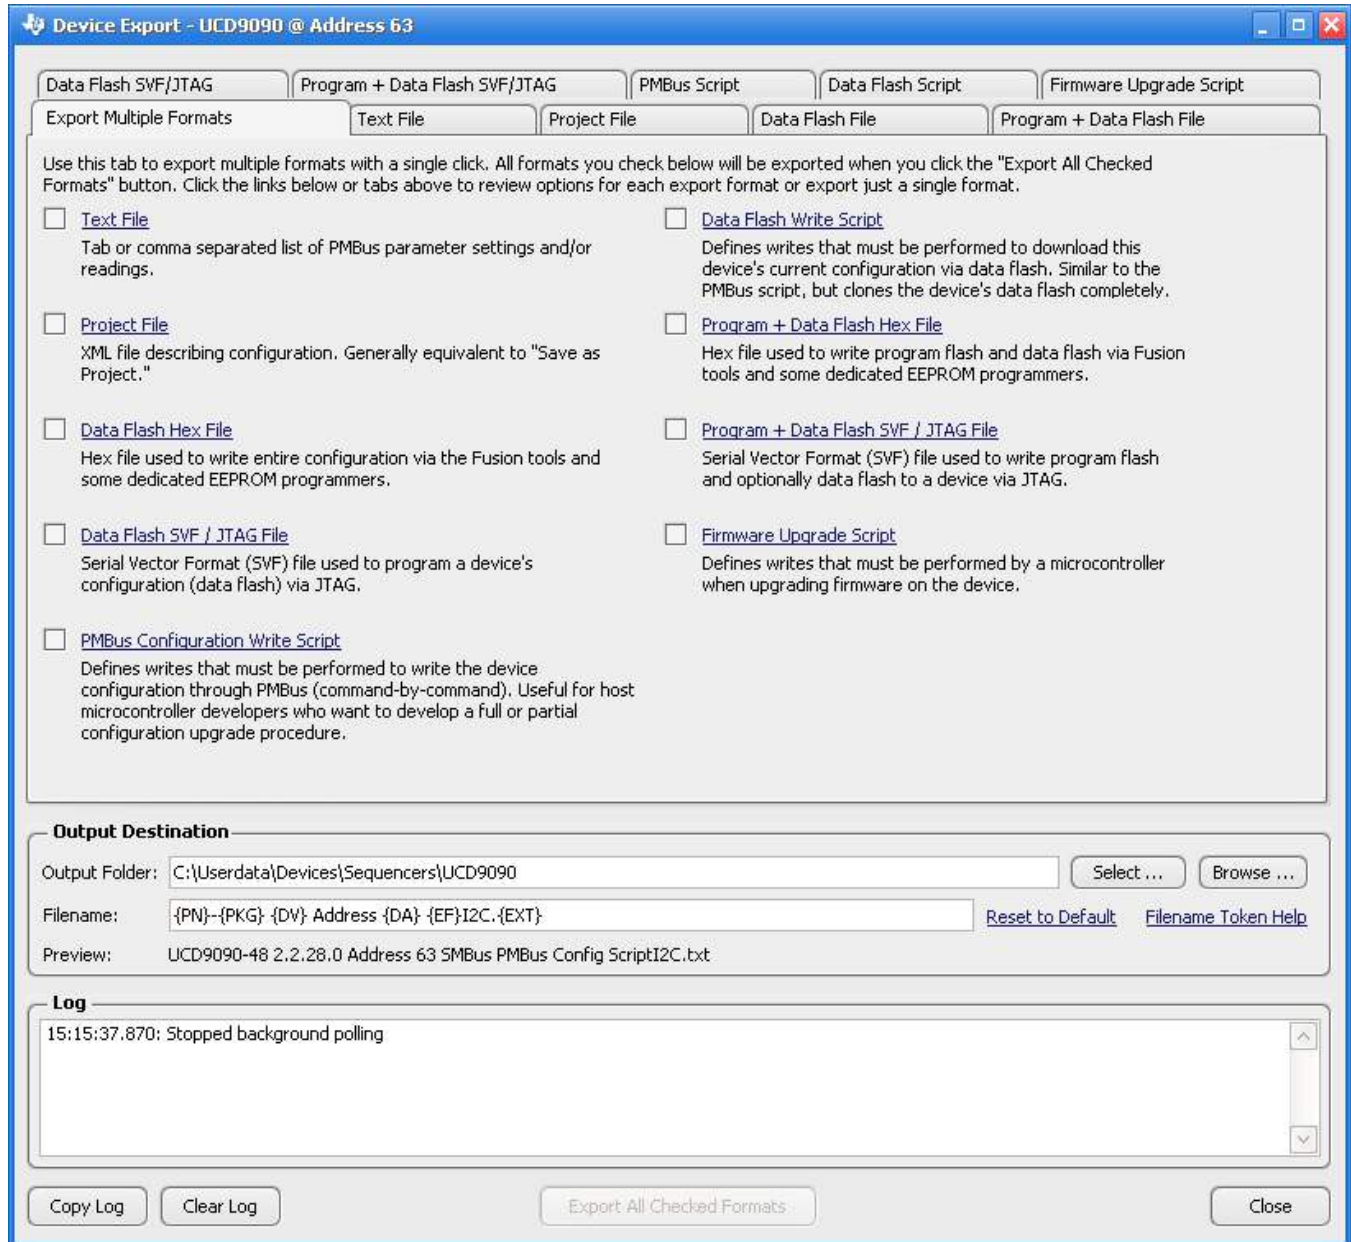 Device Export - UCD9090 @ Address 63
Data Flash SVF/JTAG
Program + Data Flash SVF/JTAG
PMBus Script
Data Flash Script
Firmware Upgrade Script
Export Multiple Formats
Text File
Project File
Data Flash File
Program + Data Flash File
Use this tab to export multiple formats with a single click. All formats you check below will be exported when you click the "Export All Checked
Formats" button. Click the links below or tabs above to review options for each export format or export just a single format.
Text File
Tab or comma separated list of PMBus parameter settings and/or
readings.
Project File
XML file describing configuration. Generally equivalent to "Save as
Project."
Data Flash Hex File
Hex file used to write entire configuration via the Fusion tools and
some dedicated EEPROM programmers.
Data Flash SVF / JTAG File
Serial Vector Format (SVF) file used to program a device's
configuration (data flash) via JTAG.
PMBus Configuration Write Script
Defines writes that must be performed to write the device
configuration through PMBus (command-by-command). Useful for host
microcontroller developers who want to develop a full or partial
configuration upgrade procedure.
Data Flash Write Script
Defines writes that must be performed to download this
device's current configuration via data flash. Similar to the
PMBus script, but clones the device's data flash completely.
Program + Data Flash Hex File
Hex file used to write program flash and data flash via Fusion
tools and some dedicated EEPROM programmers.
Program + Data Flash SVF / JTAG File
Serial Vector Format (SVF) file used to write program flash
and optionally data flash to a device via JTAG.
Firmware Upgrade Script
Defines writes that must be performed by a microcontroller
when upgrading firmware on the device.
Output Destination
Output Folder: C:\Userdata\Devices\Sequencers\UCD9090
Select ...
Browse ...
Filename: {PN}-{PKG} {DV} Address {DA} {EF}I2C.{EXT}
Reset to Default
Filename Token Help
Preview: UCD9090-48 2.2.28.0 Address 63 SMBus PMBus Config ScriptI2C.txt
Log
15:15:37.870: Stopped background polling
Copy Log
Clear Log
Export All Checked Formats
Close